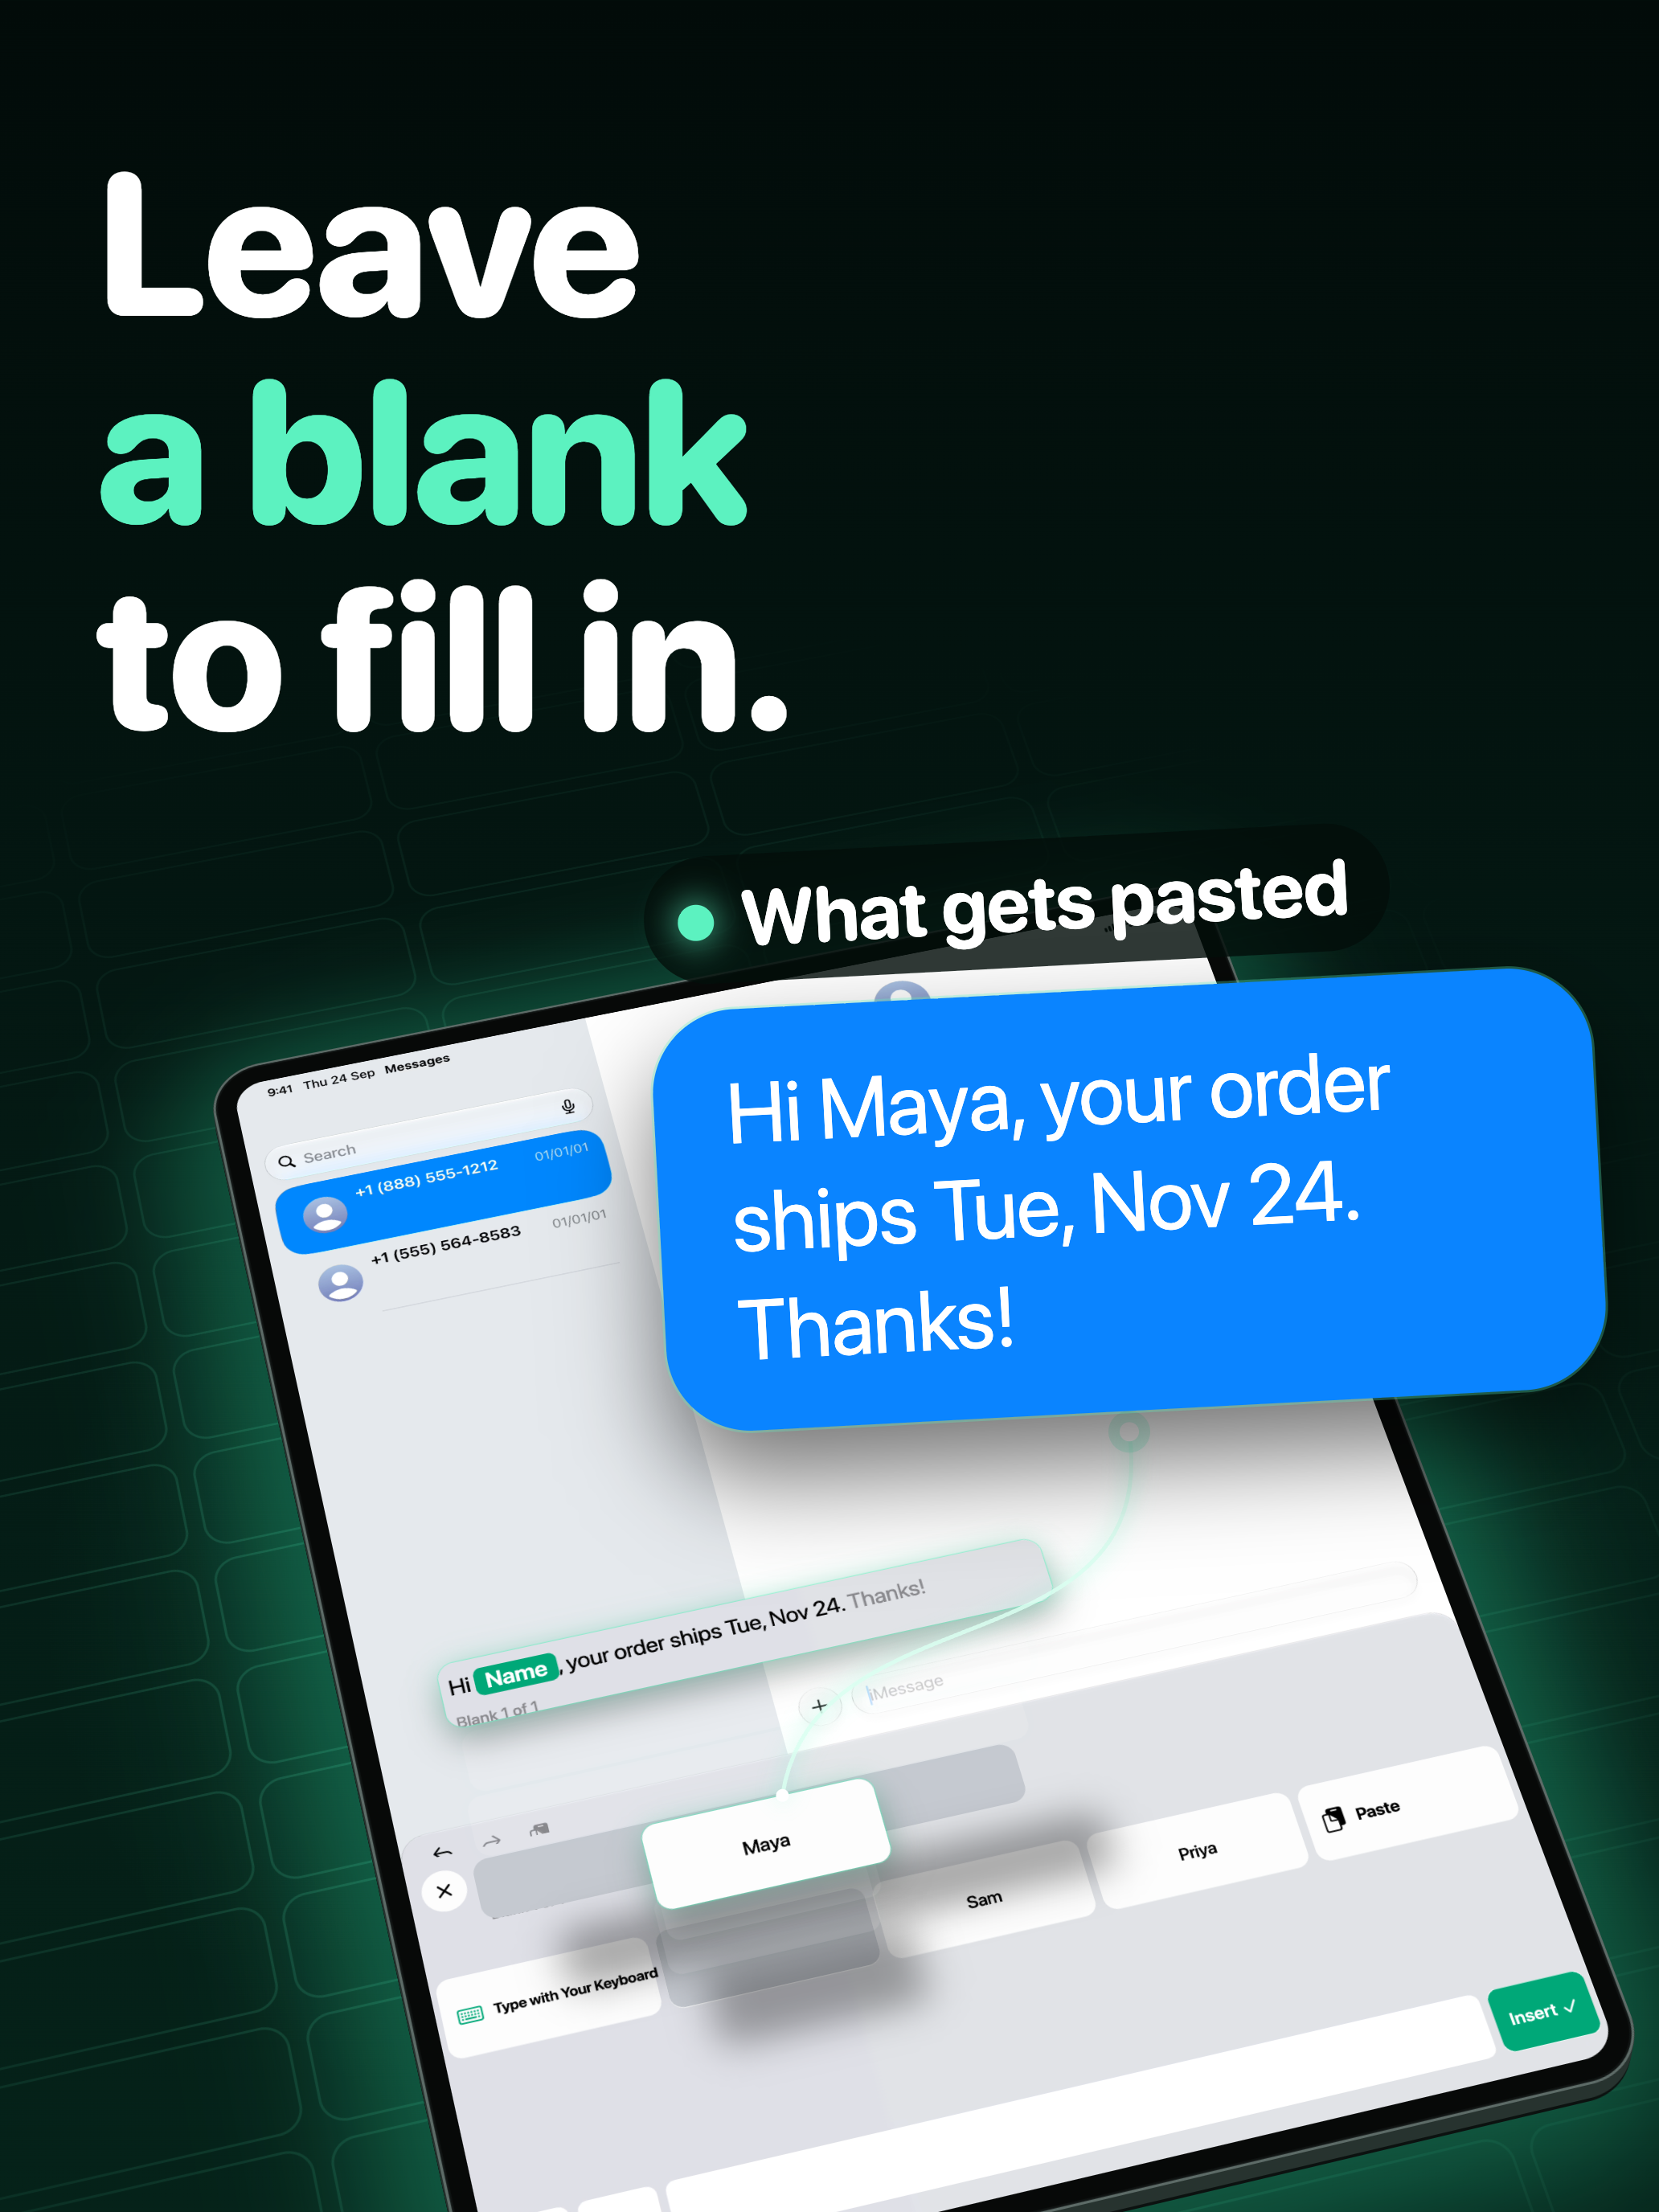 Leave
a blank
to fill in.
What gets pasted
Hi Maya, your order
ships Tue, Nov 24.
Thanks!
9:41 Thu 24 Sep Messages
Search
+1 (888) 555-1212 01/01/01
+1 (555) 564-8583 01/01/01
Hi Name, your order ships Tue, Nov 24. Thanks!
Blank 1 of 1
iMessage
Maya
Sam
Priya
Paste
Type with Your Keyboard
Insert